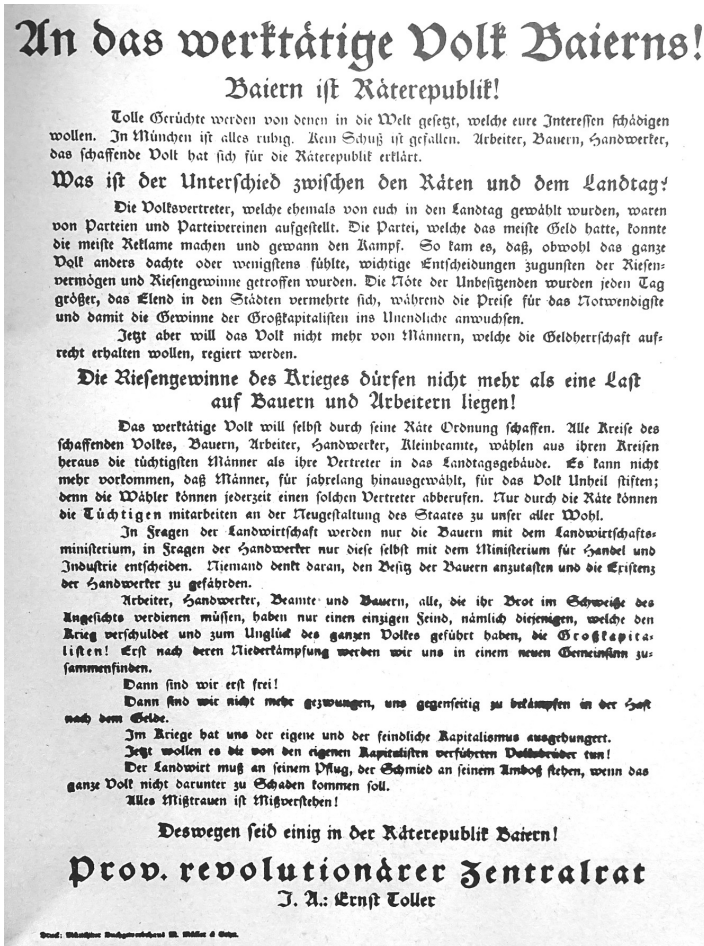 An das werktätige Volk Baierns!
Baiern ist Räterepublik!
Tolle Gerüchte werden von denen in die Welt gesetzt, welche eure Interessen schädigen
wollen. In München ist alles ruhig. Kein Schuß ist gefallen. Arbeiter, Bauern, Handwerker,
das schaffende Volk hat sich für die Räterepublik erklärt.
Was ist der Unterschied zwischen den Räten und dem Landtag?
Die Volksvertreter, welche ehemals von euch in den Landtag gewählt wurden, waren
von Parteien und Parteivereinen aufgestellt. Die Partei, welche das meiste Geld hatte, konnte
die meiste Reklame machen und gewann den Kampf. So kam es, daß, obwohl das ganze
Volk anders dachte oder wenigstens fühlte, wichtige Entscheidungen zugunsten der Riesen-
vermögen und Riesengewinne getroffen wurden. Die Nöte der Unbesitzenden wurden jeden Tag
größer, das Elend in den Städten vermehrte sich, während die Preise für das Notwendigste
und damit die Gewinne der Großkapitalisten ins Unendliche anwuchsen.
Jetzt aber will das Volk nicht mehr von Männern, welche die Geldherrschaft auf-
recht erhalten wollen, regiert werden.
Die Riesengewinne des Krieges dürfen nicht mehr als eine Last
auf Bauern und Arbeitern liegen!
Das werktätige Volk will selbst durch seine Räte Ordnung schaffen. Alle Kreise des
schaffenden Volkes, Bauern, Arbeiter, Handwerker, Kleinbeamte, wählen aus ihren Kreisen
heraus die tüchtigsten Männer als ihre Vertreter in das Landtagsgebäude. Es kann nicht
mehr vorkommen, daß Männer, für jahrelang hinausgewählt, für das Volk Unheil stiften;
denn die Wähler können jederzeit einen solchen Vertreter abberufen. Nur durch die Räte können
die Tüchtigen mitarbeiten an der Neugestaltung des Staates zu unser aller Wohl.
In Fragen der Landwirtschaft werden nur die Bauern mit dem Landwirtschafts-
ministerium, in Fragen der Handwerker nur diese selbst mit dem Ministerium für Handel und
Industrie entscheiden. Niemand denkt daran, den Besitz der Bauern anzutasten und die Existenz
der Handwerker zu gefährden.
Arbeiter, Handwerker, Beamte und Bauern, alle, die ihr Brot im Schweiße des
Angesichts verdienen müssen, haben nur einen einzigen Feind, nämlich diejenigen, welche den
Krieg verschuldet und zum Unglück des ganzen Volkes geführt haben, die Großkapita-
listen! Erst nach deren Niederkämpfung werden wir uns in einem neuen Gemeinsinn zu-
sammenfinden.
Dann sind wir erst frei!
Dann sind wir nicht mehr gezwungen, uns gegenseitig zu bekämpfen in der Hast
nach dem Gelde.
Im Kriege hat uns der eigene und der feindliche Kapitalismus ausgehungert.
Jetzt wollen es die von den eigenen Kapitalisten verführten Volksbrüder tun!
Der Landwirt muß an seinem Pflug, der Schmied an seinem Amboß stehen, wenn das
ganze Volk nicht darunter zu Schaden kommen soll.
Alles Mißtrauen ist Mißverstehen!
Deswegen seid einig in der Räterepublik Baiern!
Prov. revolutionärer Zentralrat
I. A.: Ernst Toller
Druck: Münchner Buchgewerbehaus M. Müller & Sohn.